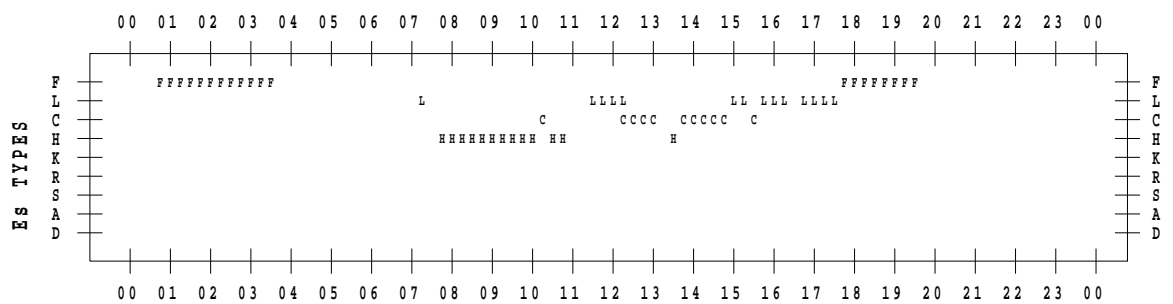 00 01 02 03 04 05 06 07 08 09 10 11 12 13 14 15 16 17 18 19 20 21 22 23 00
F FFFFFFFFFFFF FFFFFFFF F
L L LLLL LL LLL LLLL L
C C CCCC CCCCC C C
H HHHHHHHHHH HH H H
K K
R R
S S
A A
D D
Es TYPES
00 01 02 03 04 05 06 07 08 09 10 11 12 13 14 15 16 17 18 19 20 21 22 23 00